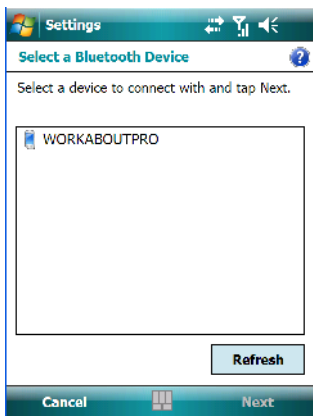 Settings
Select a Bluetooth Device
Select a device to connect with and tap Next.
WORKABOUTPRO
Refresh
Cancel Next